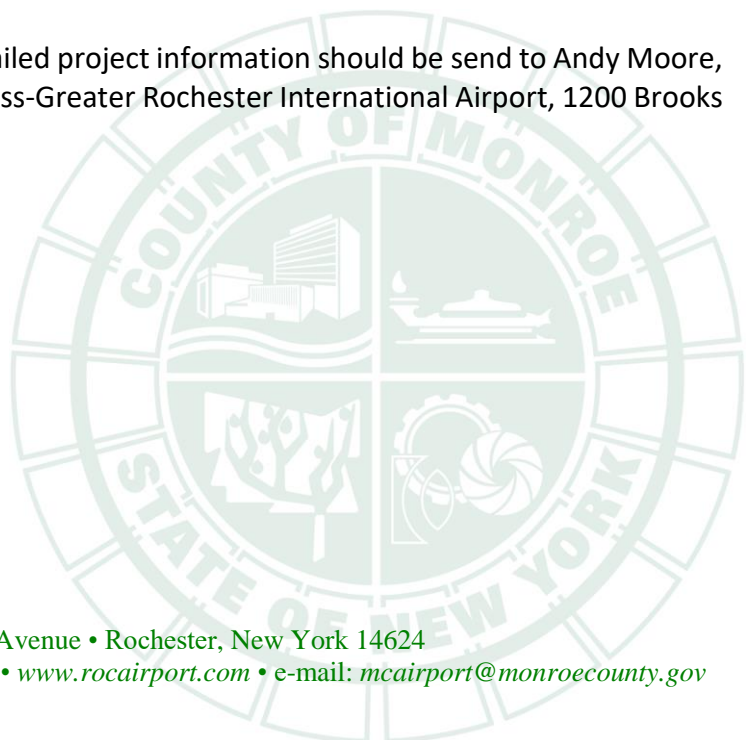 ailed project information should be send to Andy Moore,
ss-Greater Rochester International Airport, 1200 Brooks
COUNTY OF MONROE
STATE OF NEW YORK
Avenue • Rochester, New York 14624
• www.rocairport.com • e-mail: mcairport@monroecounty.gov